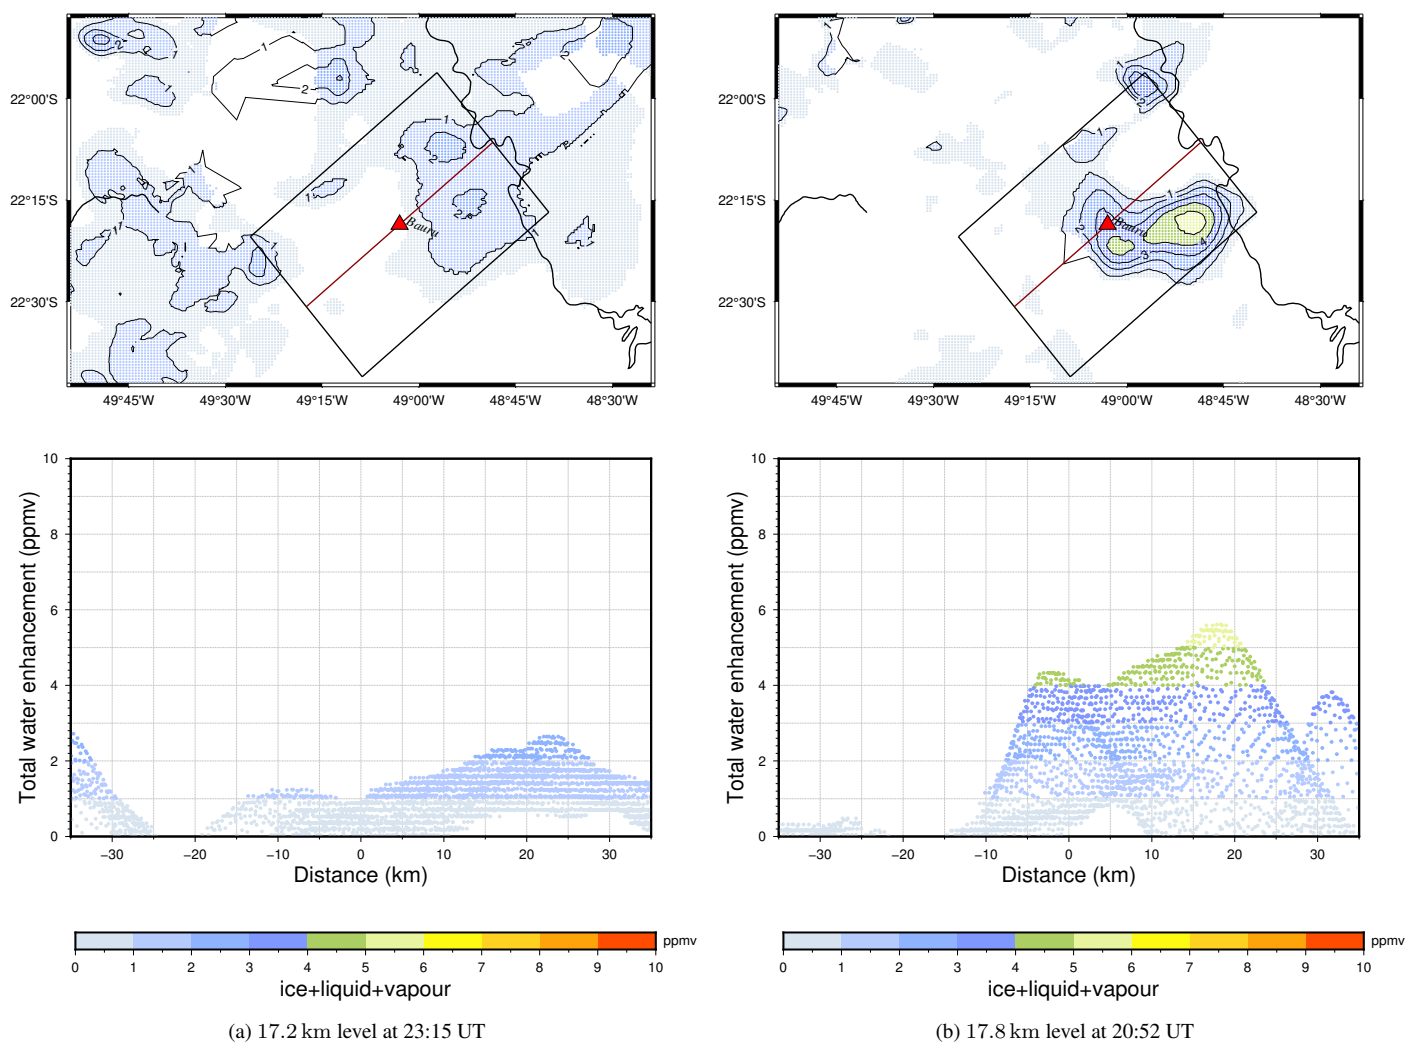 22°00'S
22°15'S
22°30'S
49°45'W 49°30'W 49°15'W 49°00'W 48°45'W 48°30'W
Bauru
22°00'S
22°15'S
22°30'S
49°45'W 49°30'W 49°15'W 49°00'W 48°45'W 48°30'W
Bauru
Total water enhancement (ppmv)
10
8
6
4
2
0
−30 −20 −10 0 10 20 30
Distance (km)
Total water enhancement (ppmv)
10
8
6
4
2
0
−30 −20 −10 0 10 20 30
Distance (km)
ppmv
0 1 2 3 4 5 6 7 8 9 10
ice+liquid+vapour
ppmv
0 1 2 3 4 5 6 7 8 9 10
ice+liquid+vapour
(a) 17.2 km level at 23:15 UT
(b) 17.8 km level at 20:52 UT